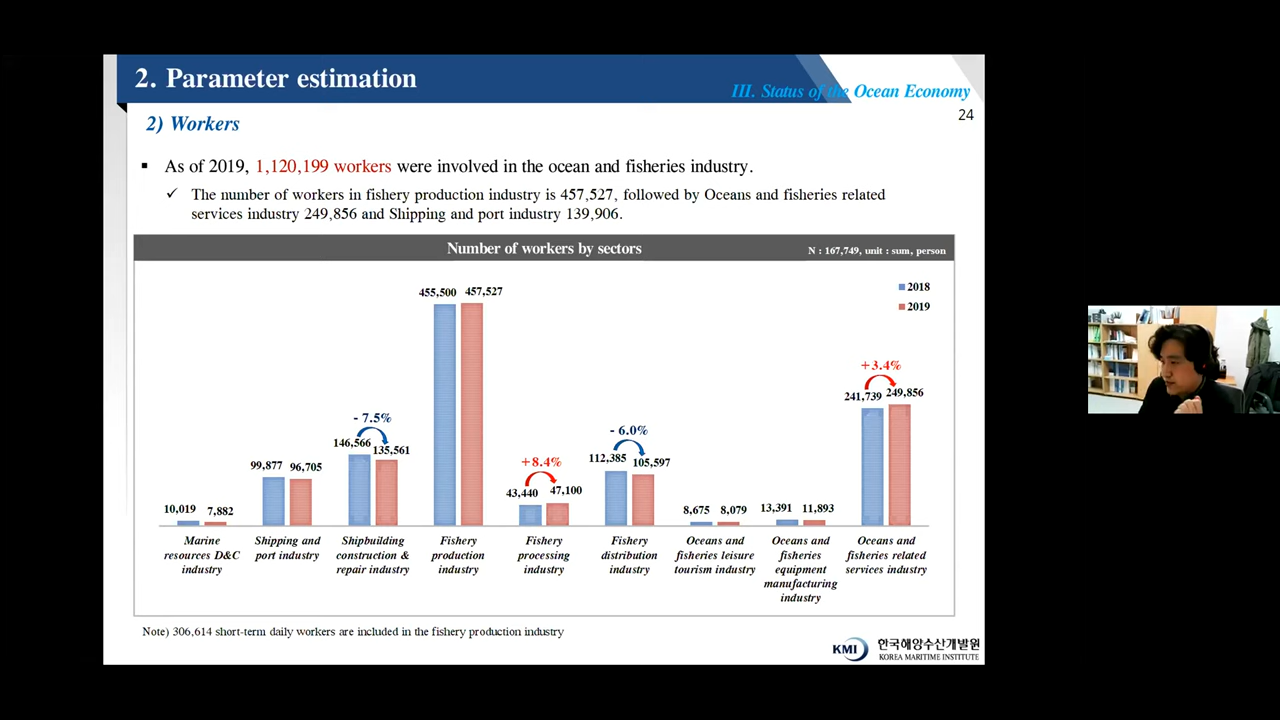 2. Parameter estimation
III. Status of the Ocean Economy
24
2) Workers
▪ As of 2019, 1,120,199 workers were involved in the ocean and fisheries industry.
✓ The number of workers in fishery production industry is 457,527, followed by Oceans and fisheries related
services industry 249,856 and Shipping and port industry 139,906.
Number of workers by sectors
N : 167,749, unit : sum, person
2018
2019
10,019 7,882
99,877 96,705
- 7.5%
146,566 135,561
455,500 457,527
+8.4%
43,440 47,100
- 6.0%
112,385 105,597
8,675 8,079
13,391 11,893
+3.4%
241,739 249,856
Marine
resources D&C
industry
Shipping and
port industry
Shipbuilding
construction &
repair industry
Fishery
production
industry
Fishery
processing
industry
Fishery
distribution
industry
Oceans and
fisheries leisure
tourism industry
Oceans and
fisheries
equipment
manufacturing
industry
Oceans and
fisheries related
services industry
Note) 306,614 short-term daily workers are included in the fishery production industry
KMI
한국해양수산개발원
KOREA MARITIME INSTITUTE